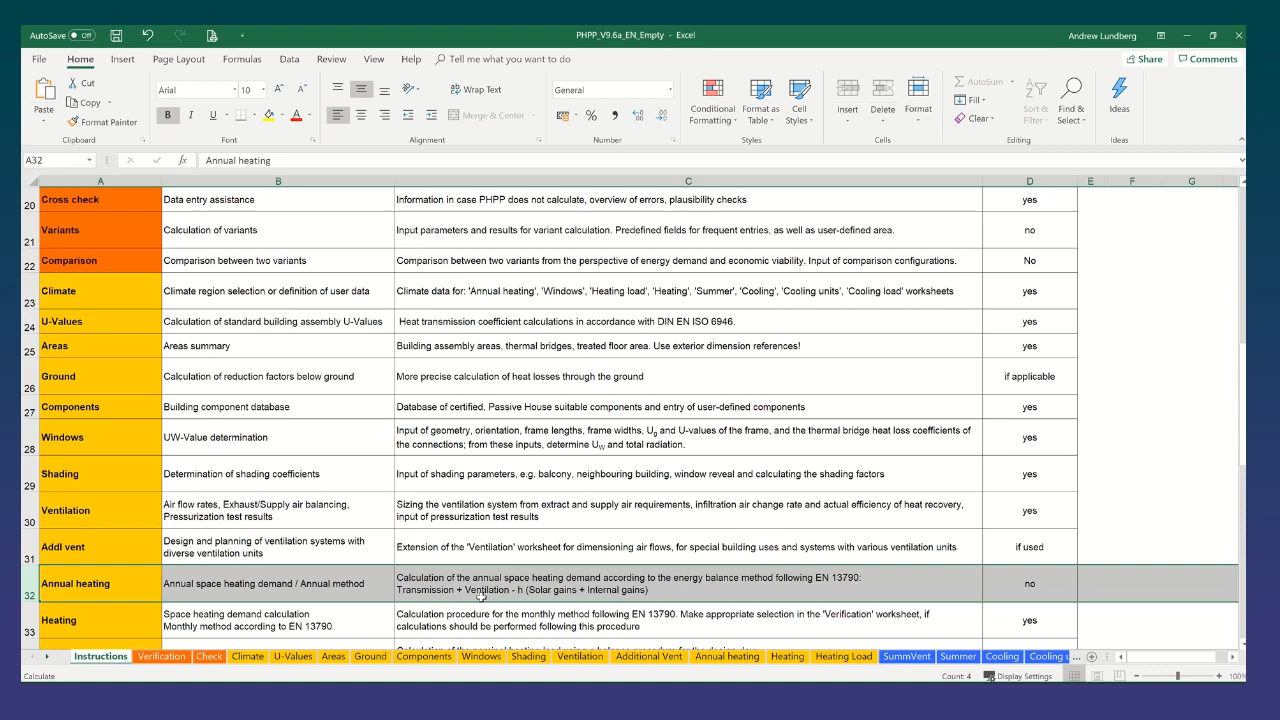 AutoSave Off PHPP_V9.6a_EN_Empty - Excel Andrew Lundberg
File Home Insert Page Layout Formulas Data Review View Help Tell me what you want to do Share Comments
Paste Cut Copy Format Painter
Arial 10 B I U A
Wrap Text Merge & Center
General
Conditional Formatting Format as Table Cell Styles
Insert Delete Format
AutoSum Fill Clear Sort & Filter Find & Select Ideas
Clipboard Font Alignment Number Styles Cells Editing Ideas
A32 fx Annual heating
A B C D E F G
20 Cross check Data entry assistance Information in case PHPP does not calculate, overview of errors, plausibility checks yes
21 Variants Calculation of variants Input parameters and results for variant calculation. Predefined fields for frequent entries, as well as user-defined area. no
22 Comparison Comparison between two variants Comparison between two variants from the perspective of energy demand and economic viability. Input of comparison configurations. No
23 Climate Climate region selection or definition of user data Climate data for: 'Annual heating', 'Windows', 'Heating load', 'Heating', 'Summer', 'Cooling', 'Cooling units', 'Cooling load' worksheets yes
24 U-Values Calculation of standard building assembly U-Values Heat transmission coefficient calculations in accordance with DIN EN ISO 6946. yes
25 Areas Areas summary Building assembly areas, thermal bridges, treated floor area. Use exterior dimension references! yes
26 Ground Calculation of reduction factors below ground More precise calculation of heat losses through the ground if applicable
27 Components Building component database Database of certified, Passive House suitable components and entry of user-defined components yes
28 Windows UW-Value determination Input of geometry, orientation, frame lengths, frame widths, Ug and U-values of the frame, and the thermal bridge heat loss coefficients of
the connections; from these inputs, determine UW and total radiation. yes
29 Shading Determination of shading coefficients Input of shading parameters, e.g. balcony, neighbouring building, window reveal and calculating the shading factors yes
30 Ventilation Air flow rates, Exhaust/Supply air balancing,
Pressurization test results
Sizing the ventilation system from extract and supply air requirements, infiltration air change rate and actual efficiency of heat recovery,
input of pressurization test results yes
31 Addl vent Design and planning of ventilation systems with
diverse ventilation units
Extension of the 'Ventilation' worksheet for dimensioning air flows, for special building uses and systems with various ventilation units if used
32 Annual heating Annual space heating demand / Annual method Calculation of the annual space heating demand according to the energy balance method following EN 13790:
Transmission + Ventilation - h (Solar gains + Internal gains) no
33 Heating Space heating demand calculation
Monthly method according to EN 13790
Calculation procedure for the monthly method following EN 13790. Make appropriate selection in the 'Verification' worksheet, if
calculations should be performed following this procedure yes
Instructions Verification Check Climate U-Values Areas Ground Components Windows Shading Ventilation Additional Vent Annual heating Heating Heating Load SummVent Summer Cooling Cooling ...
Calculate Count: 4 Display Settings 100%